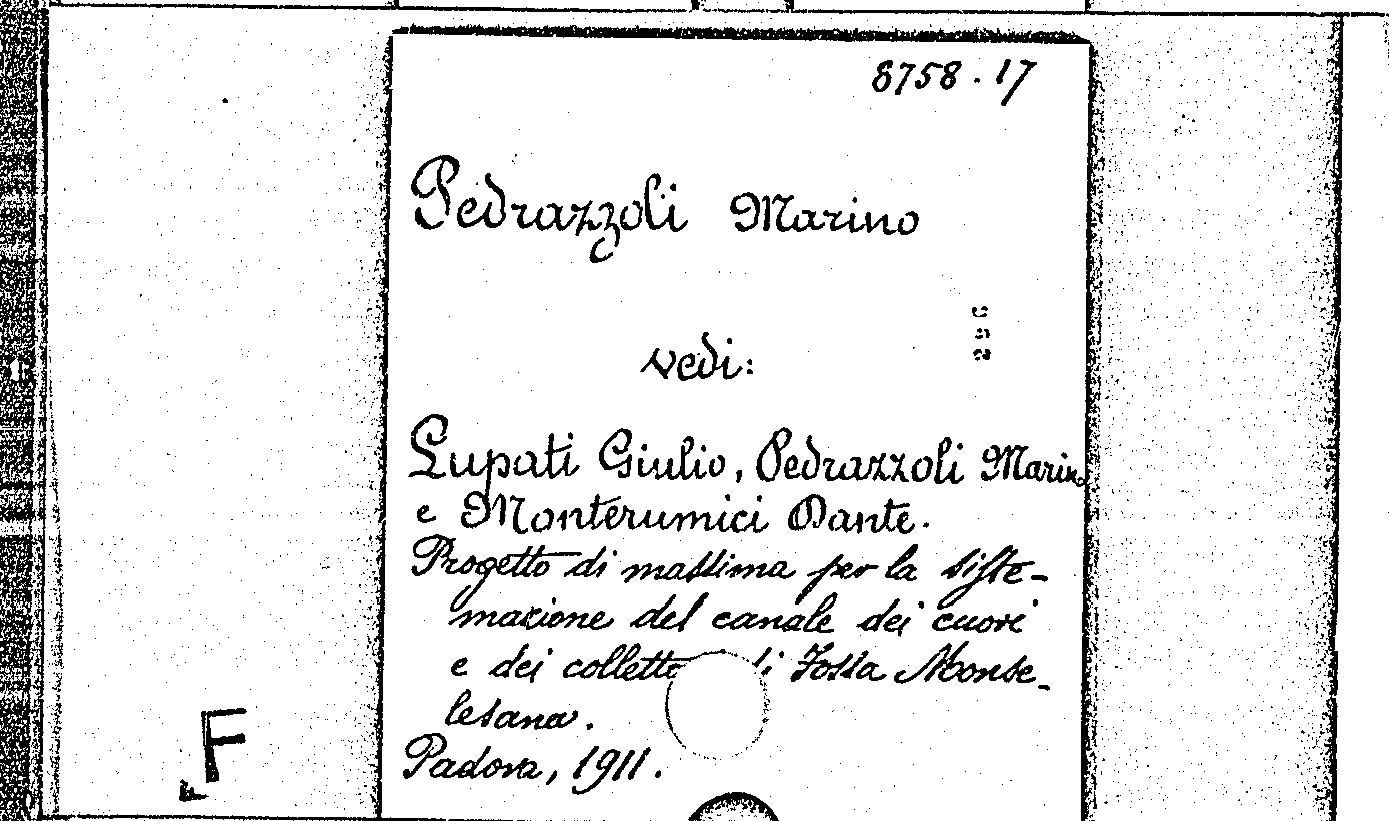 8758.17
Pedrazzoli Marino
vedi:
Lupati Giulio, Pedrazzoli Marino
e Monterumici Dante.
Progetto di massima per la siste-
mazione del canale dei cuori
e dei colletto di Fossa Monse-
lesana.
Padova, 1911.
F